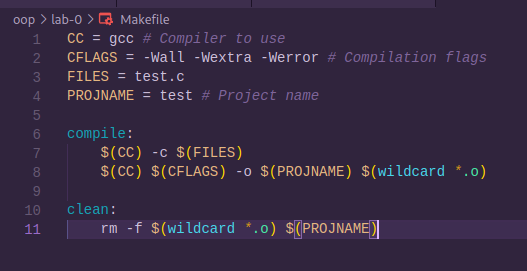 oop > lab-0 > Makefile
1 CC = gcc # Compiler to use
2 CFLAGS = -Wall -Wextra -Werror # Compilation flags
3 FILES = test.c
4 PROJNAME = test # Project name
5
6 compile:
7 $(CC) -c $(FILES)
8 $(CC) $(CFLAGS) -o $(PROJNAME) $(wildcard *.o)
9
10 clean:
11 rm -f $(wildcard *.o) $(PROJNAME)